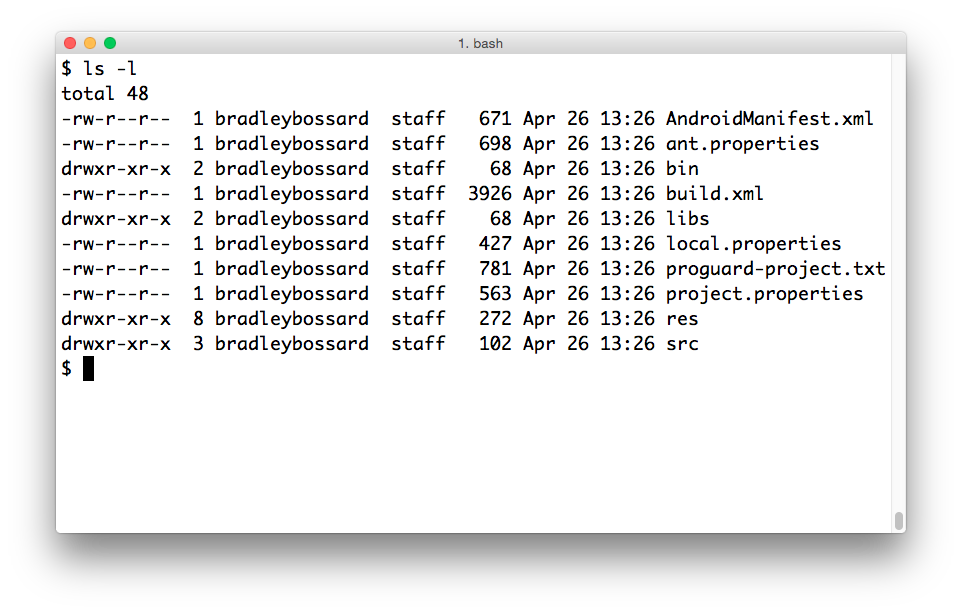 1. bash
$ ls -l
total 48
-rw-r--r--  1 bradleybossard  staff   671 Apr 26 13:26 AndroidManifest.xml
-rw-r--r--  1 bradleybossard  staff   698 Apr 26 13:26 ant.properties
drwxr-xr-x  2 bradleybossard  staff    68 Apr 26 13:26 bin
-rw-r--r--  1 bradleybossard  staff  3926 Apr 26 13:26 build.xml
drwxr-xr-x  2 bradleybossard  staff    68 Apr 26 13:26 libs
-rw-r--r--  1 bradleybossard  staff   427 Apr 26 13:26 local.properties
-rw-r--r--  1 bradleybossard  staff   781 Apr 26 13:26 proguard-project.txt
-rw-r--r--  1 bradleybossard  staff   563 Apr 26 13:26 project.properties
drwxr-xr-x  8 bradleybossard  staff   272 Apr 26 13:26 res
drwxr-xr-x  3 bradleybossard  staff   102 Apr 26 13:26 src
$